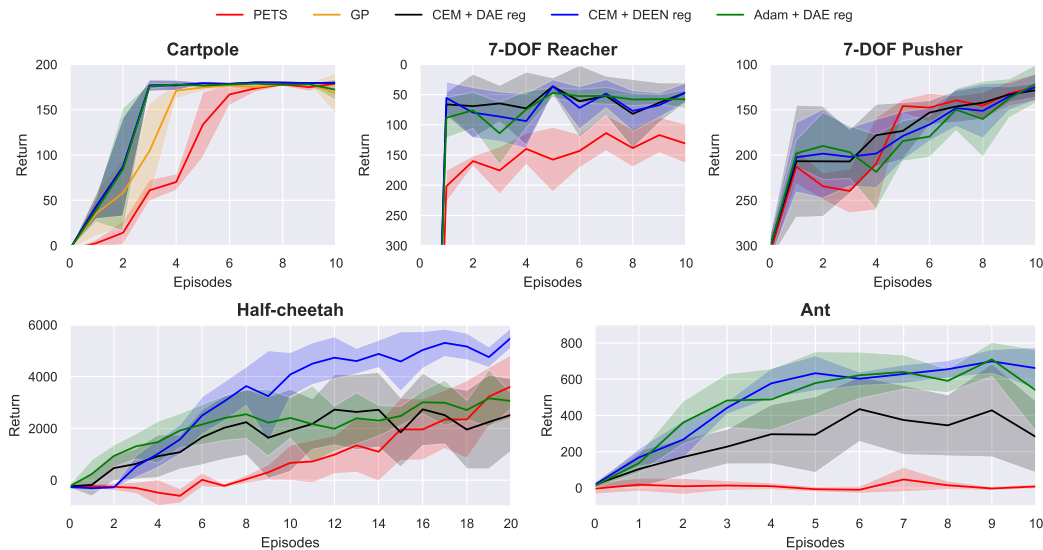 PETS GP CEM + DAE reg CEM + DEEN reg Adam + DAE reg
Cartpole
200
150
100
50
0
Return
0 2 4 6 8 10
Episodes
7-DOF Reacher
0
50
100
150
200
250
300
Return
0 2 4 6 8 10
Episodes
7-DOF Pusher
100
150
200
250
300
Return
0 2 4 6 8 10
Episodes
Half-cheetah
6000
4000
2000
0
Return
0 2 4 6 8 10 12 14 16 18 20
Episodes
Ant
800
600
400
200
0
Return
0 1 2 3 4 5 6 7 8 9 10
Episodes